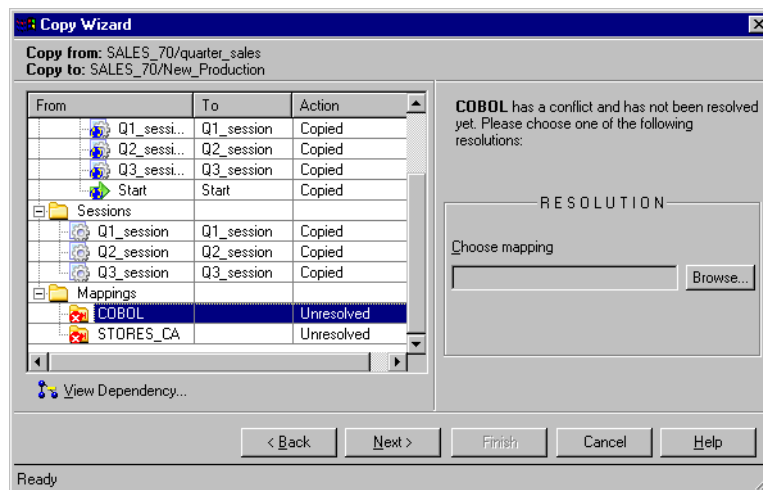 Copy Wizard
Copy from: SALES_70/quarter_sales
Copy to: SALES_70/New_Production
From To Action
Q1_sessi... Q1_session Copied
Q2_sessi... Q2_session Copied
Q3_sessi... Q3_session Copied
Start Start Copied
Sessions
Q1_session Q1_session Copied
Q2_session Q2_session Copied
Q3_session Q3_session Copied
Mappings
COBOL Unresolved
STORES_CA Unresolved
View Dependency...
COBOL has a conflict and has not been resolved
yet. Please choose one of the following
resolutions:
RESOLUTION
Choose mapping
Browse...
< Back Next > Finish Cancel Help
Ready